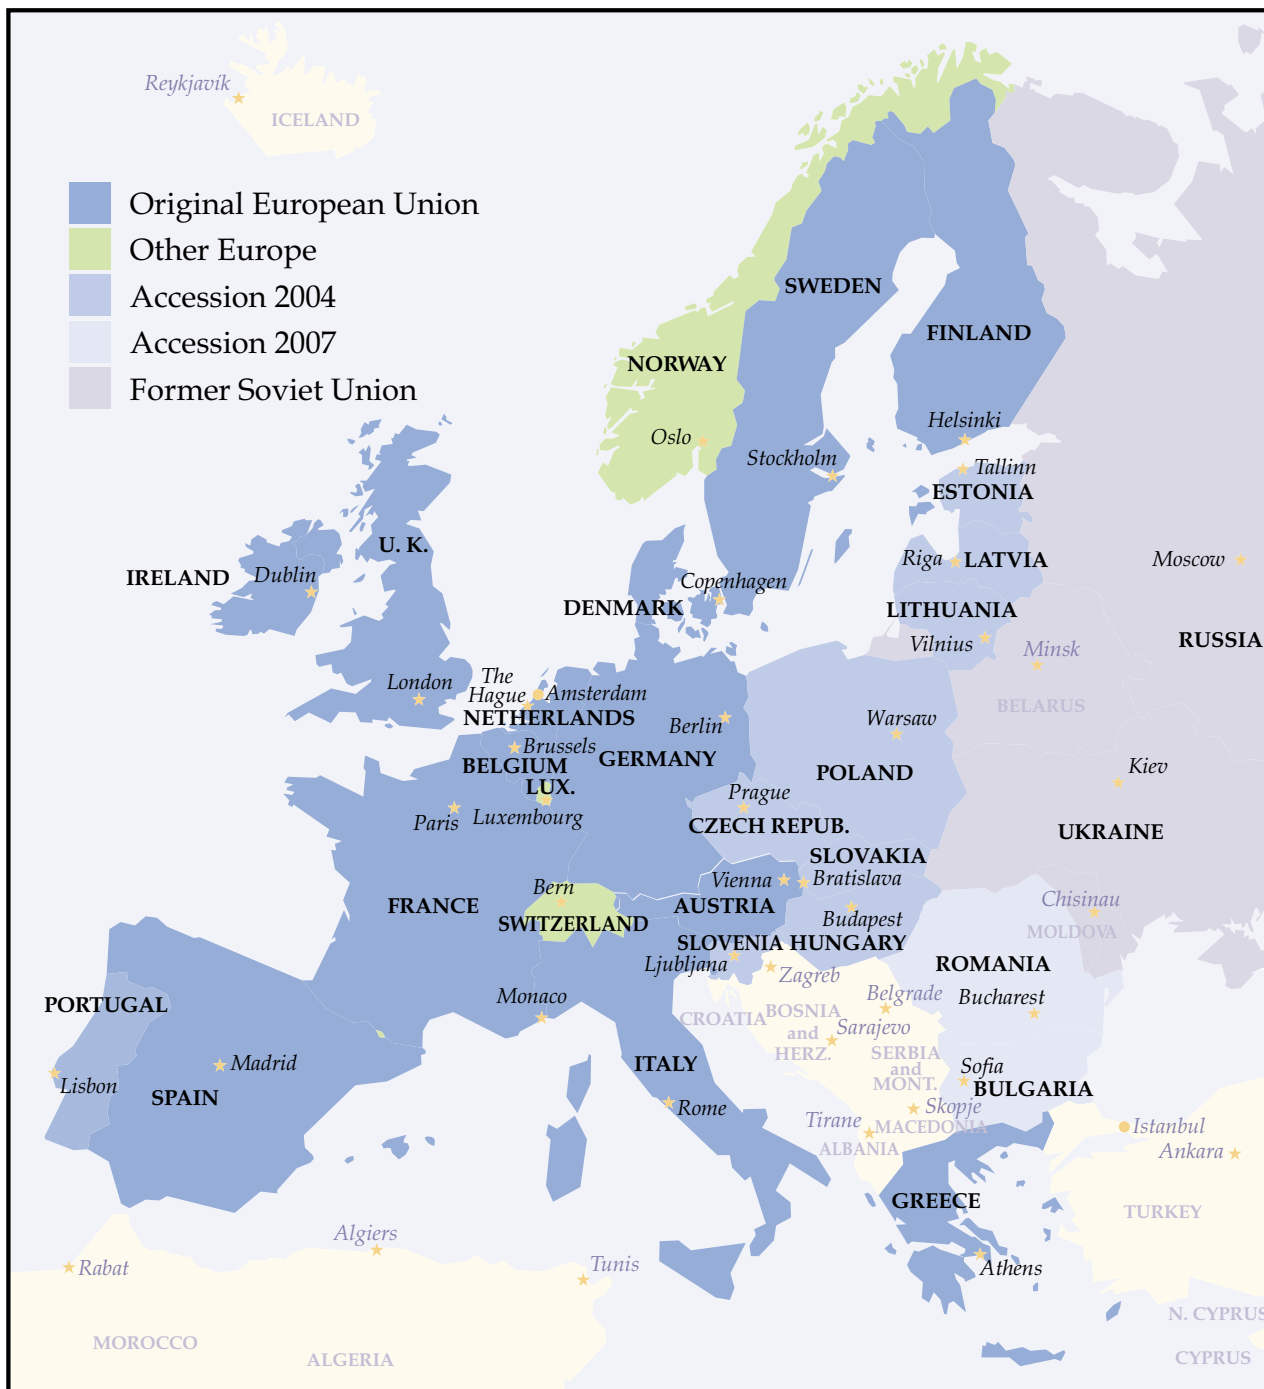 Reykjavík
ICELAND
Original European Union
Other Europe
Accession 2004
Accession 2007
Former Soviet Union
SWEDEN
FINLAND
NORWAY
Helsinki
Oslo
Stockholm
Tallinn
ESTONIA
U. K.
Riga
LATVIA
Moscow
IRELAND
Dublin
Copenhagen
DENMARK
LITHUANIA
Vilnius
Minsk
RUSSIA
BELARUS
London
The
Hague
Amsterdam
NETHERLANDS
Berlin
Warsaw
Brussels
BELGIUM
GERMANY
POLAND
Kiev
LUX.
Luxembourg
Paris
Prague
CZECH REPUB.
UKRAINE
SLOVAKIA
Vienna
Bratislava
Bern
FRANCE
SWITZERLAND
AUSTRIA
Budapest
Chisinau
MOLDOVA
SLOVENIA
HUNGARY
Ljubljana
Zagreb
ROMANIA
Monaco
Belgrade
Bucharest
PORTUGAL
CROATIA
BOSNIA
and
HERZ.
Sarajevo
SERBIA
and
MONT.
Madrid
ITALY
Sofia
BULGARIA
Lisbon
SPAIN
Rome
Skopje
MACEDONIA
Tirane
ALBANIA
Istanbul
Ankara
GREECE
TURKEY
Algiers
Rabat
Tunis
Athens
N. CYPRUS
MOROCCO
ALGERIA
CYPRUS